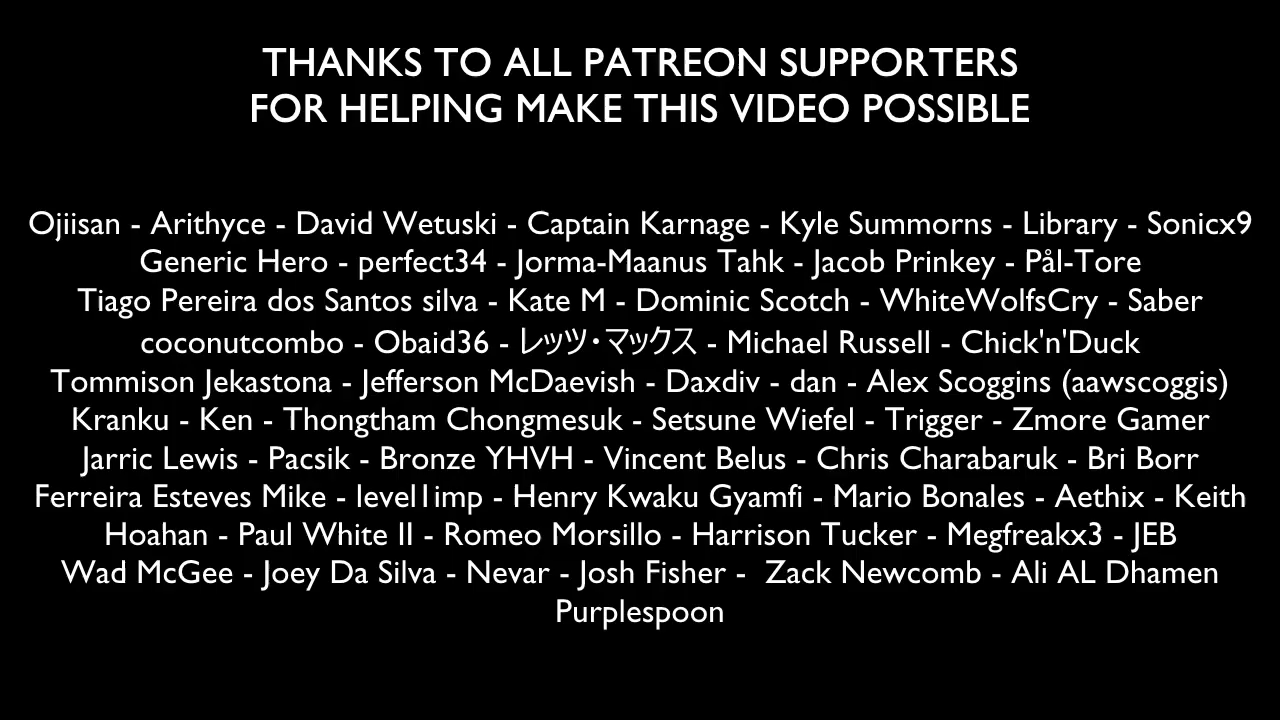 THANKS TO ALL PATREON SUPPORTERS
FOR HELPING MAKE THIS VIDEO POSSIBLE
Ojiisan - Arithyce - David Wetuski - Captain Karnage - Kyle Summorns - Library - Sonicx9
Generic Hero - perfect34 - Jorma-Maanus Tahk - Jacob Prinkey - Pål-Tore
Tiago Pereira dos Santos silva - Kate M - Dominic Scotch - WhiteWolfsCry - Saber
coconutcombo - Obaid36 - レッツ・マックス - Michael Russell - Chick'n'Duck
Tommison Jekastona - Jefferson McDaevish - Daxdiv - dan - Alex Scoggins (aawscoggis)
Kranku - Ken - Thongtham Chongmesuk - Setsune Wiefel - Trigger - Zmore Gamer
Jarric Lewis - Pacsik - Bronze YHVH - Vincent Belus - Chris Charabaruk - Bri Borr
Ferreira Esteves Mike - level1imp - Henry Kwaku Gyamfi - Mario Bonales - Aethix - Keith
Hoahan - Paul White II - Romeo Morsillo - Harrison Tucker - Megfreakx3 - JEB
Wad McGee - Joey Da Silva - Nevar - Josh Fisher -  Zack Newcomb - Ali AL Dhamen
Purplespoon